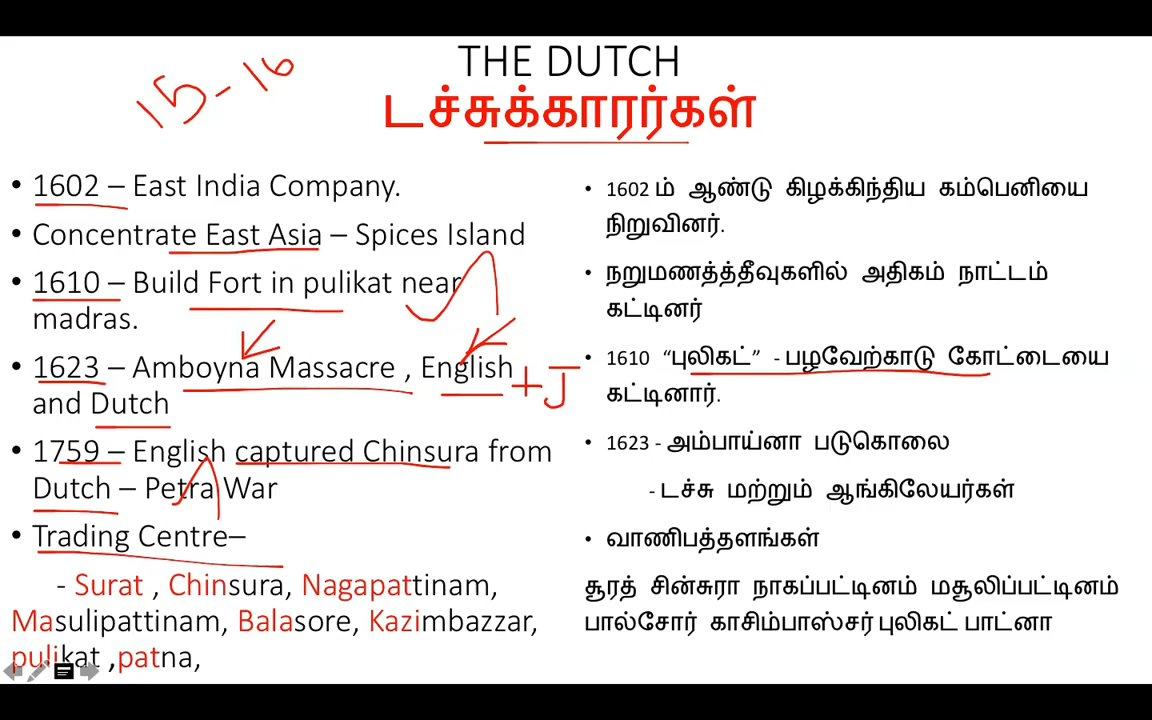 THE DUTCH
டச்சுக்காரர்கள்
15-16
• 1602 – East India Company.
• Concentrate East Asia – Spices Island
• 1610 – Build Fort in pulikat near
madras.
• 1623 – Amboyna Massacre , English
and Dutch
+J
• 1759 – English captured Chinsura from
Dutch – Petra War
• Trading Centre–
- Surat , Chinsura, Nagapattinam,
Masulipattinam, Balasore, Kazimbazzar,
pulikat ,patna,
• 1602 ம் ஆண்டு கிழக்கிந்திய கம்பெனியை
நிறுவினர்.
• நறுமணத்த்தீவுகளில் அதிகம் நாட்டம்
கட்டினர்
• 1610 “புலிகட்” - பழவேற்காடு கோட்டையை
கட்டினார்.
• 1623 - அம்பாய்னா படுகொலை
- டச்சு மற்றும் ஆங்கிலேயர்கள்
• வாணிபத்தளங்கள்
சூரத் சின்சுரா நாகப்பட்டினம் மசூலிப்பட்டினம்
பால்சோர் காசிம்பாஸ்சர் புலிகட் பாட்னா